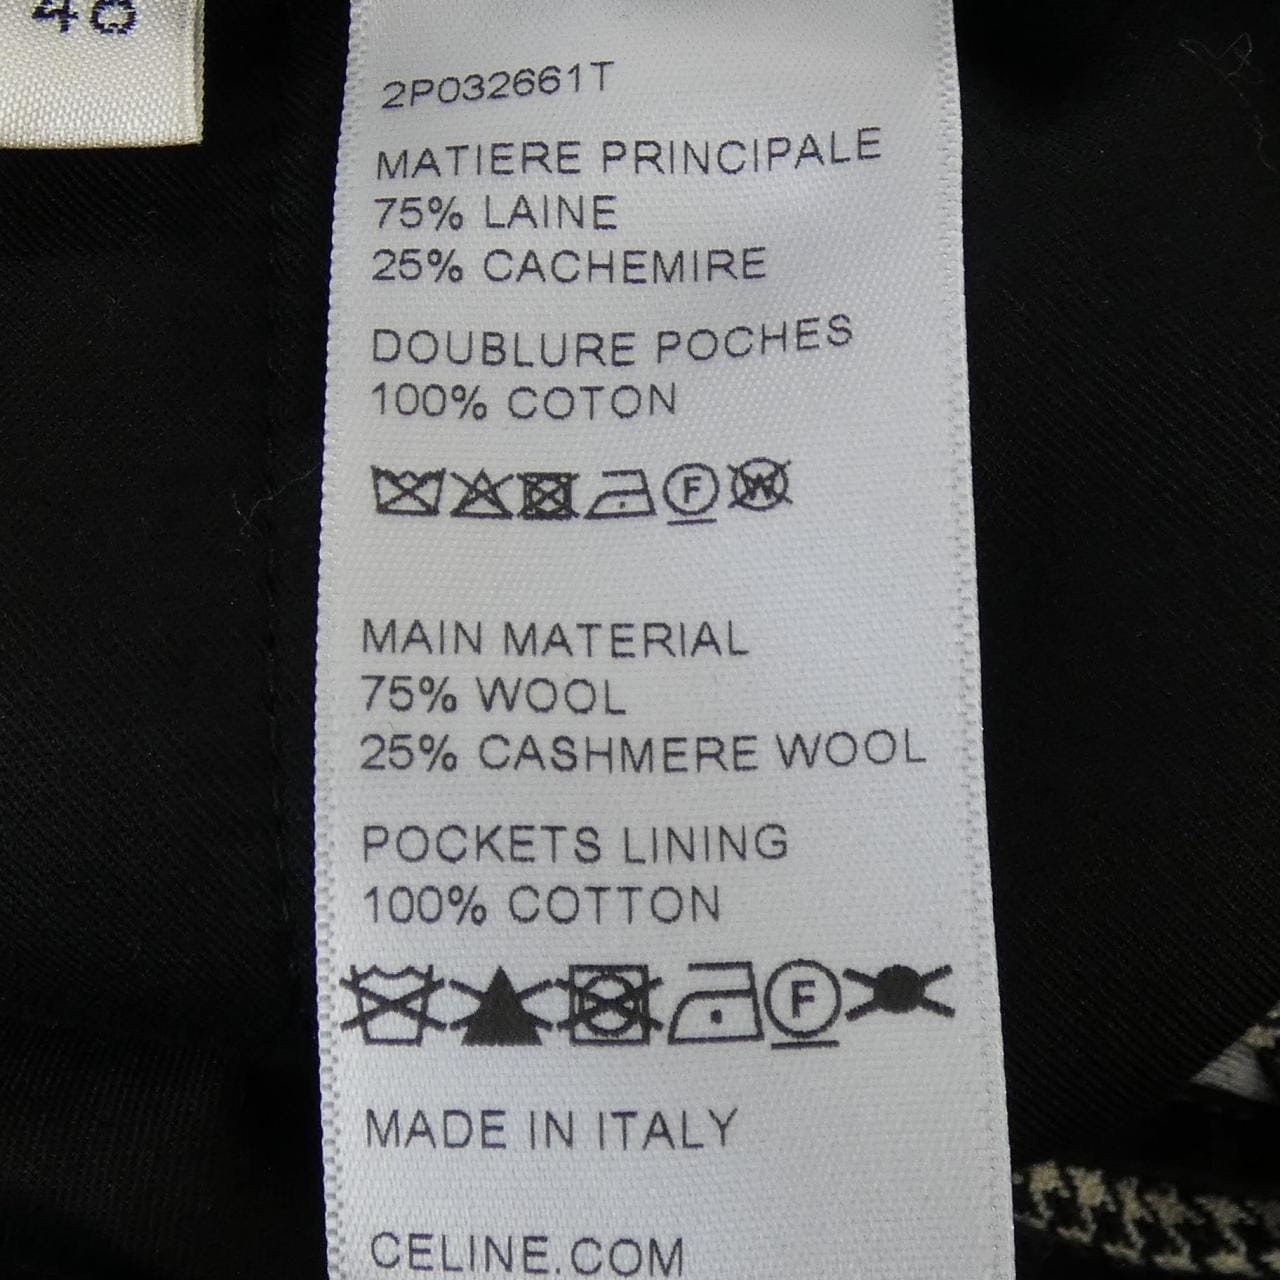 48
2P032661T
MATIERE PRINCIPALE
75% LAINE
25% CACHEMIRE
DOUBLURE POCHES
100% COTON
F W
MAIN MATERIAL
75% WOOL
25% CASHMERE WOOL
POCKETS LINING
100% COTTON
F
MADE IN ITALY
CELINE.COM